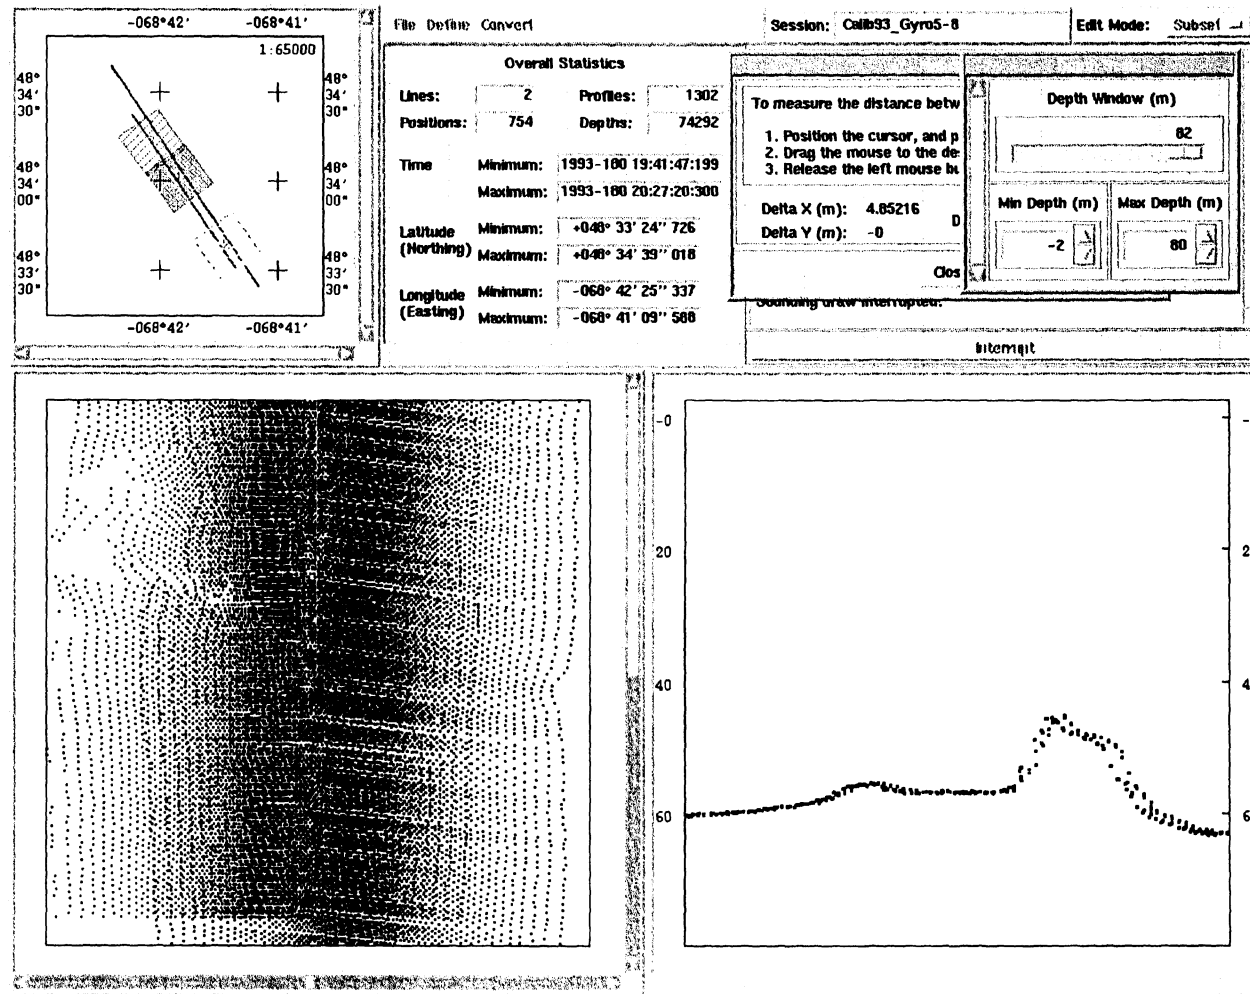 -068°42' -068°41'
1:65000
48° 34' 30"
48° 34' 30"
48° 34' 00"
48° 34' 00"
48° 33' 30"
48° 33' 30"
-068°42' -068°41'
File Define Convert
Session: Calib93_Gyro5-8
Edit Mode: Subset
Overall Statistics
Lines: 2 Profiles: 1302
Positions: 754 Depths: 74292
Time Minimum: 1993-180 19:41:47:199
Maximum: 1993-180 20:27:20:300
Latitude (Northing) Minimum: +048° 33' 24'' 726
Maximum: +048° 34' 39'' 018
Longitude (Easting) Minimum: -068° 42' 25'' 337
Maximum: -068° 41' 09'' 588
To measure the distance betw
1. Position the cursor, and p
2. Drag the mouse to the de
3. Release the left mouse bu
Delta X (m): 4.85216
D
Delta Y (m): -0
Clos
Sounding draw interrupted.
Interrupt
Depth Window (m)
82
Min Depth (m) Max Depth (m)
-2 80
-0 -
20 2
40 4
60 6